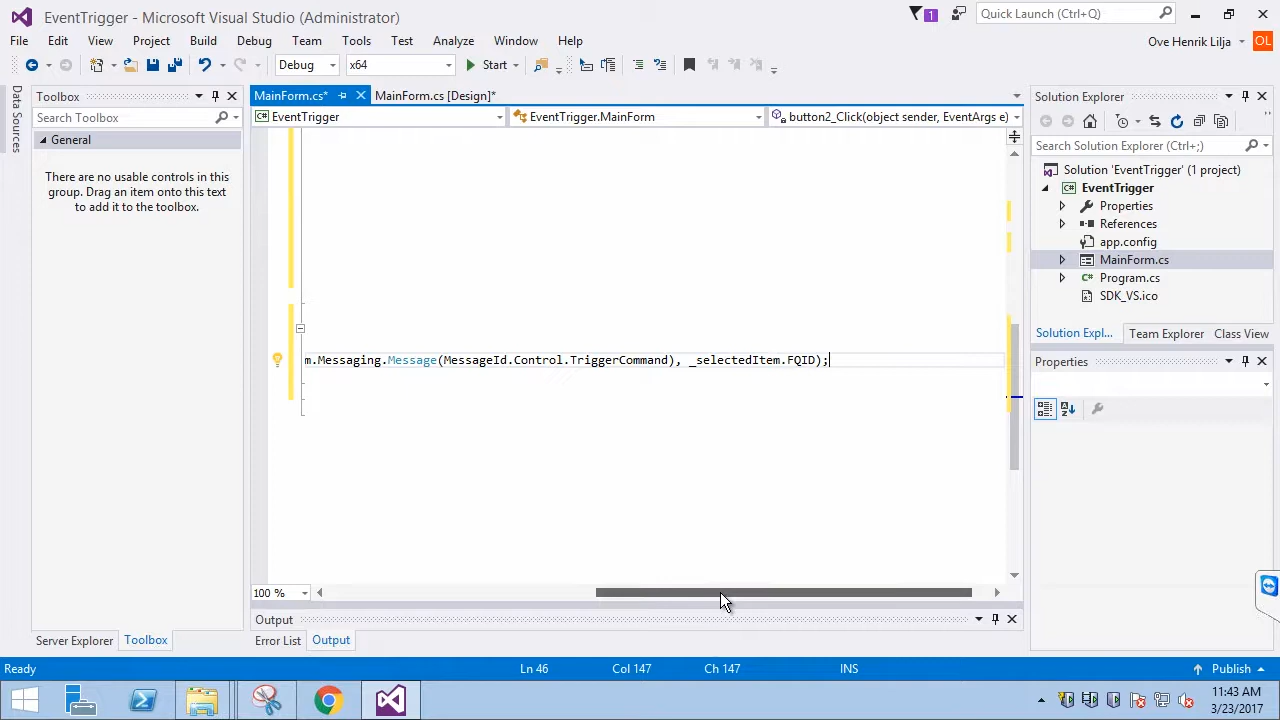 EventTrigger - Microsoft Visual Studio (Administrator)
1
Quick Launch (Ctrl+Q)
File Edit View Project Build Debug Team Tools Test Analyze Window Help
Ove Henrik Lilja OL
Debug x64 Start
Data Sources
Toolbox
Search Toolbox
General
There are no usable controls in this
group. Drag an item onto this text
to add it to the toolbox.
MainForm.cs* MainForm.cs [Design]*
EventTrigger EventTrigger.MainForm button2_Click(object sender, EventArgs e)
m.Messaging.Message(MessageId.Control.TriggerCommand), _selectedItem.FQID);
100 %
Output
Server Explorer Toolbox
Error List Output
Solution Explorer
Search Solution Explorer (Ctrl+;)
Solution 'EventTrigger' (1 project)
EventTrigger
Properties
References
app.config
MainForm.cs
Program.cs
SDK_VS.ico
Solution Expl... Team Explorer Class View
Properties
Ready Ln 46 Col 147 Ch 147 INS Publish
11:43 AM
3/23/2017